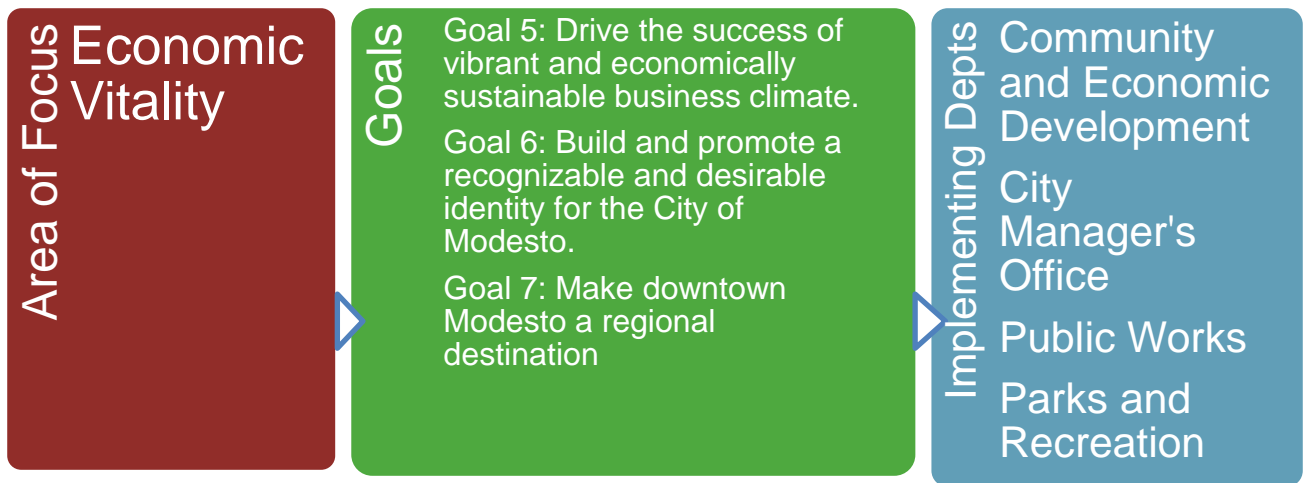 Area of Focus
Economic
Vitality
Goals
Goal 5: Drive the success of
vibrant and economically
sustainable business climate.
Goal 6: Build and promote a
recognizable and desirable
identity for the City of
Modesto.
Goal 7: Make downtown
Modesto a regional
destination
Implementing Depts
Community
and Economic
Development
City
Manager's
Office
Public Works
Parks and
Recreation